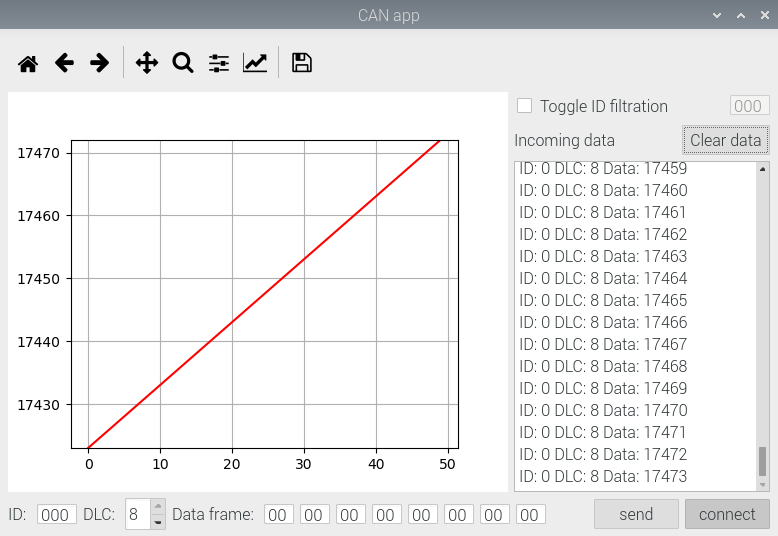 CAN app
Toggle ID filtration 000
Incoming data Clear data
17470
17460
17450
17440
17430
0 10 20 30 40 50
ID: 0 DLC: 8 Data: 17459
ID: 0 DLC: 8 Data: 17460
ID: 0 DLC: 8 Data: 17461
ID: 0 DLC: 8 Data: 17462
ID: 0 DLC: 8 Data: 17463
ID: 0 DLC: 8 Data: 17464
ID: 0 DLC: 8 Data: 17465
ID: 0 DLC: 8 Data: 17466
ID: 0 DLC: 8 Data: 17467
ID: 0 DLC: 8 Data: 17468
ID: 0 DLC: 8 Data: 17469
ID: 0 DLC: 8 Data: 17470
ID: 0 DLC: 8 Data: 17471
ID: 0 DLC: 8 Data: 17472
ID: 0 DLC: 8 Data: 17473
ID: 000 DLC: 8 Data frame: 00 00 00 00 00 00 00 00 send connect